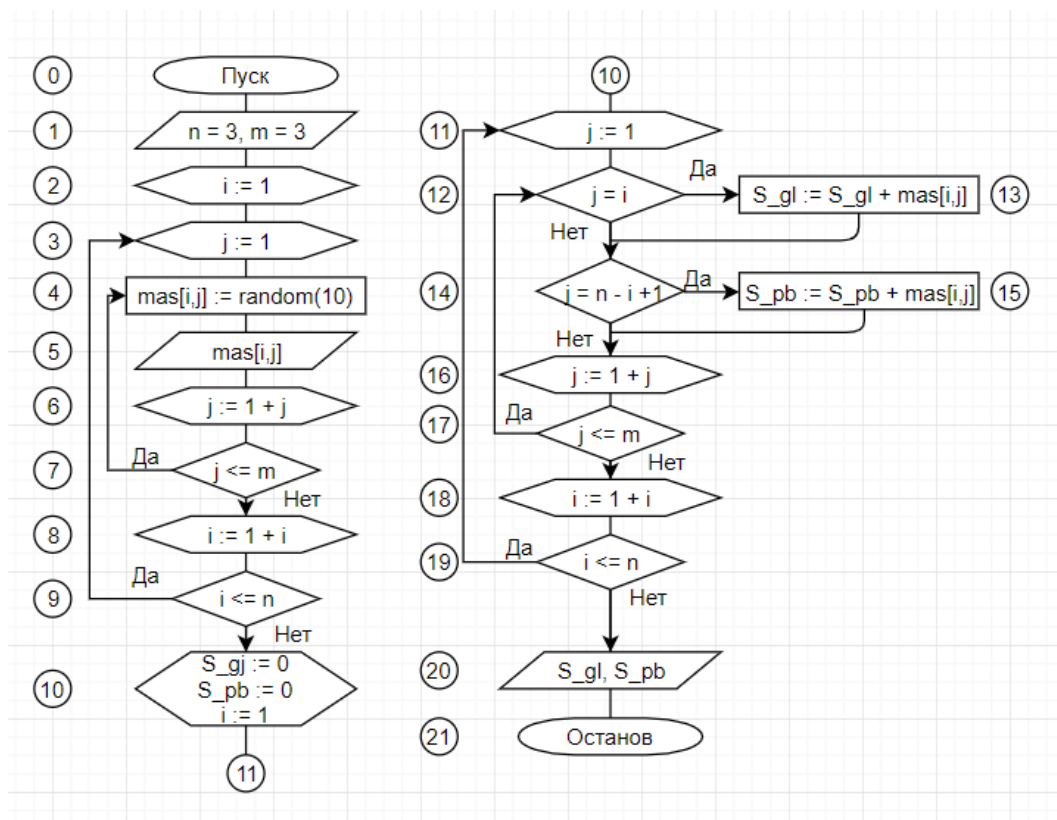 0
Пуск
1
n = 3, m = 3
2
i := 1
3
j := 1
4
mas[i,j] := random(10)
5
mas[i,j]
6
j := 1 + j
7
Да
j <= m
Нет
8
i := 1 + i
Да
9
i <= n
Нет
10
S_gj := 0
S_pb := 0
i := 1
11
10
11
j := 1
12
j = i
Да
S_gl := S_gl + mas[i,j]
13
Нет
14
j = n - i +1
Да
S_pb := S_pb + mas[i,j]
15
Нет
16
j := 1 + j
17
Да
j <= m
Нет
18
i := 1 + i
19
Да
i <= n
Нет
20
S_gl, S_pb
21
Останов